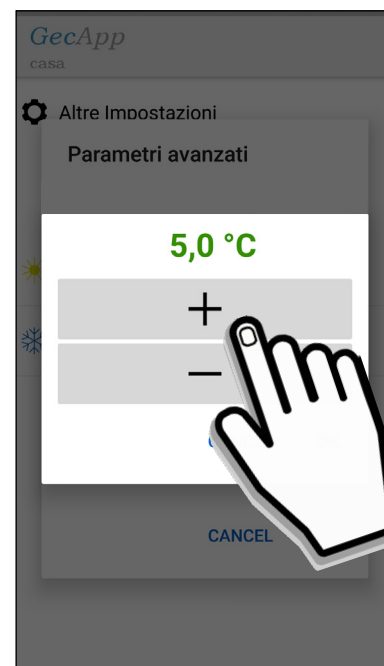 GecApp
casa
Altre Impostazioni
Parametri avanzati
5,0 °C
+
−
CANCEL